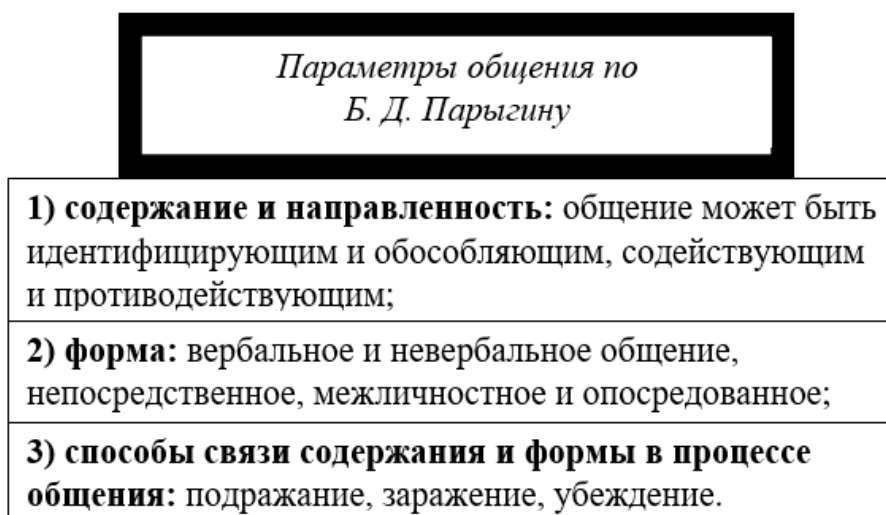 Параметры общения по
Б. Д. Парыгину
1) содержание и направленность: общение может быть
идентифицирующим и обособляющим, содействующим
и противодействующим;
2) форма: вербальное и невербальное общение,
непосредственное, межличностное и опосредованное;
3) способы связи содержания и формы в процессе
общения: подражание, заражение, убеждение.